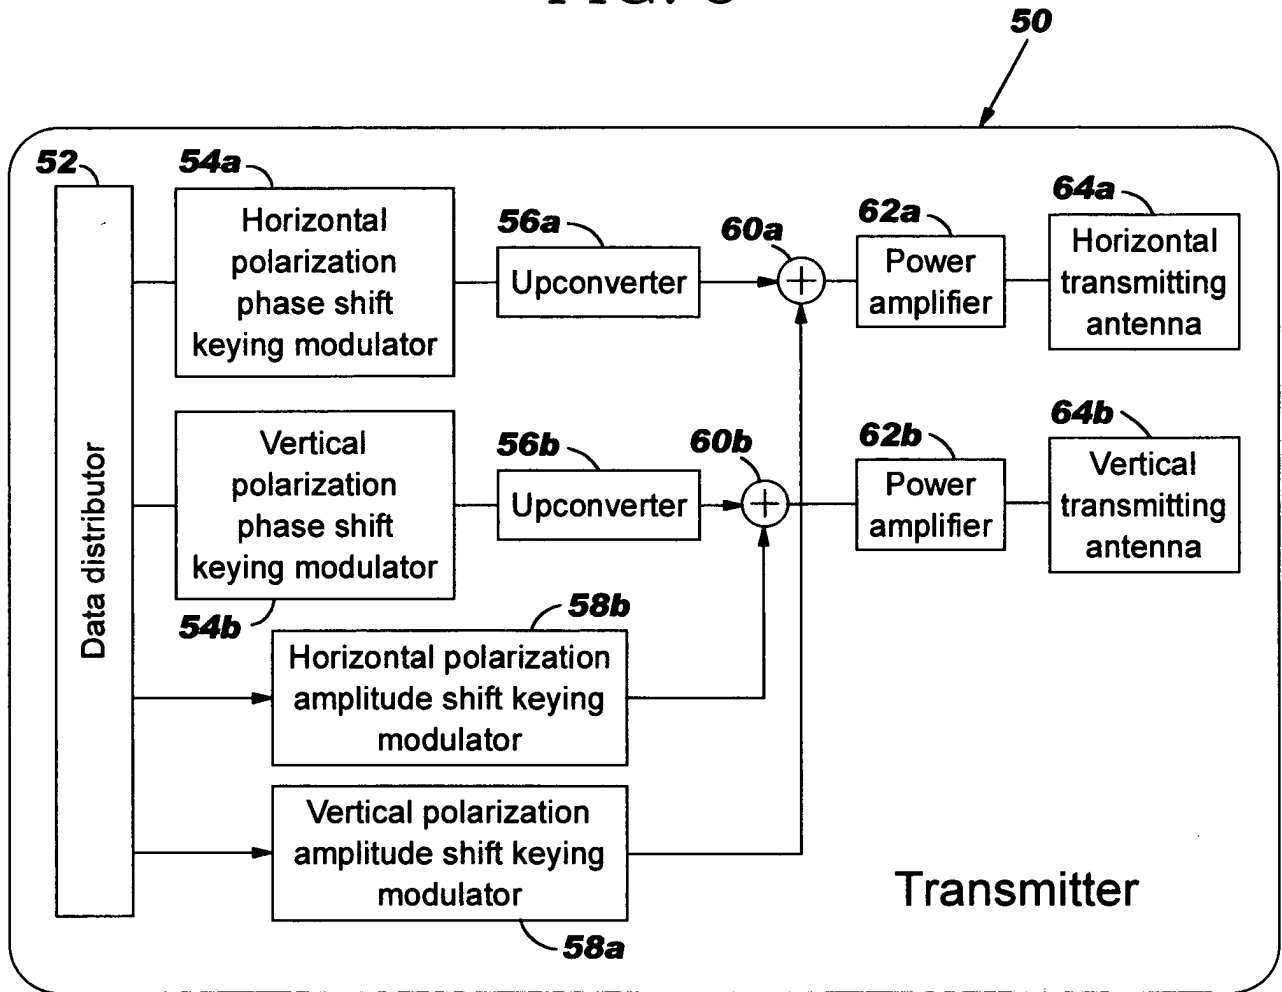 50
52
54a
Horizontal
polarization
phase shift
keying modulator
56a
Upconverter
60a
62a
Power
amplifier
64a
Horizontal
transmitting
antenna
Data distributor
Vertical
polarization
phase shift
keying modulator
54b
56b
Upconverter
60b
62b
Power
amplifier
64b
Vertical
transmitting
antenna
58b
Horizontal polarization
amplitude shift keying
modulator
Vertical polarization
amplitude shift keying
modulator
58a
Transmitter